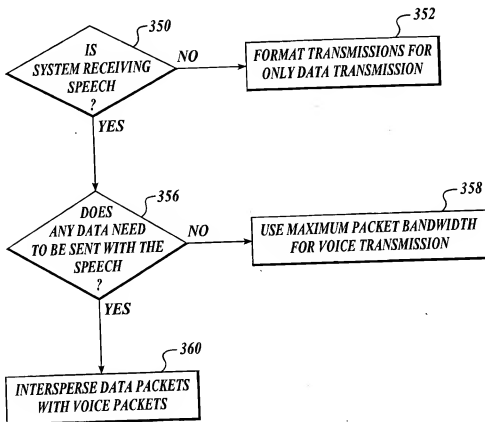 350
IS
SYSTEM RECEIVING
SPEECH
?
NO
352
FORMAT TRANSMISSIONS FOR
ONLY DATA TRANSMISSION
YES
356
DOES
ANY DATA NEED
TO BE SENT WITH THE
SPEECH
?
NO
358
USE MAXIMUM PACKET BANDWIDTH
FOR VOICE TRANSMISSION
YES
360
INTERSPERSE DATA PACKETS
WITH VOICE PACKETS